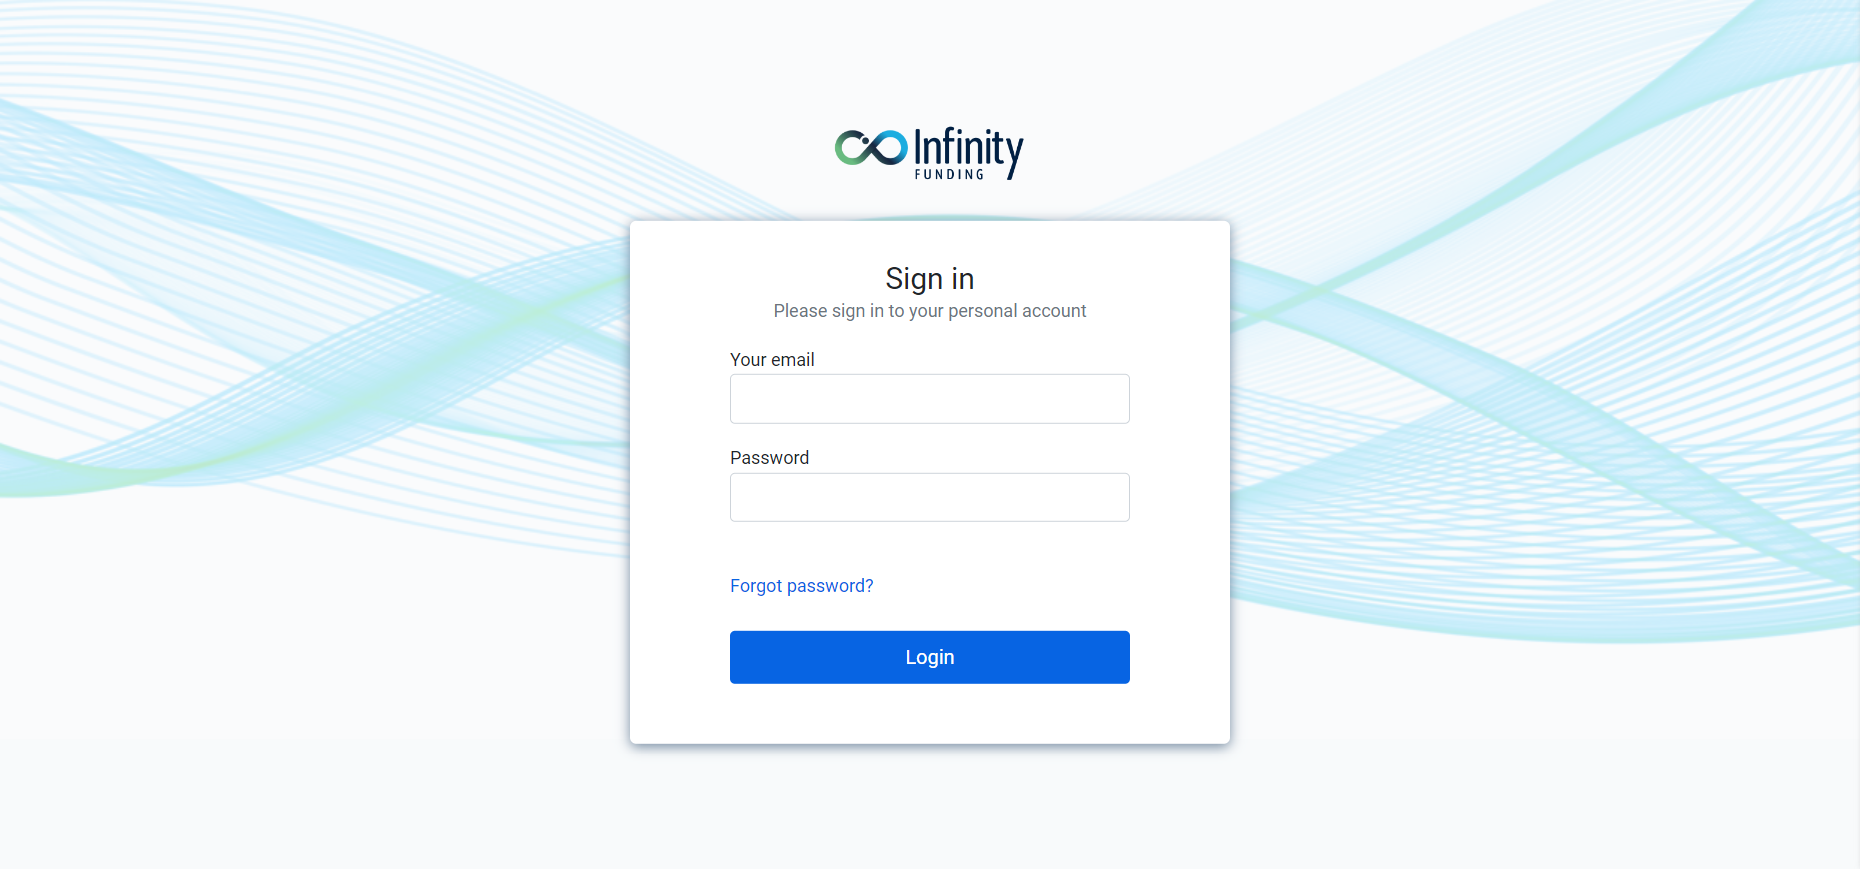 Infinity
FUNDING
Sign in
Please sign in to your personal account
Your email
Password
Forgot password?
Login